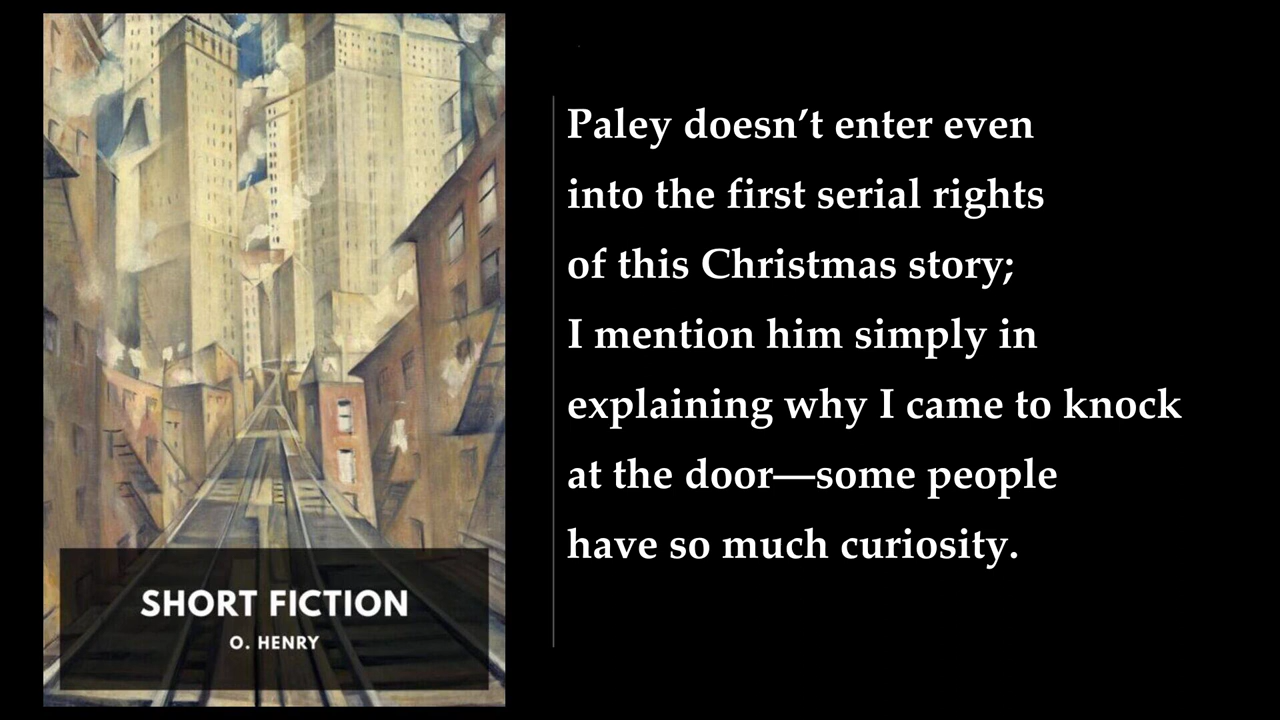 Paley doesn’t enter even
into the first serial rights
of this Christmas story;
I mention him simply in
explaining why I came to knock
at the door—some people
have so much curiosity.
SHORT FICTION
O. HENRY